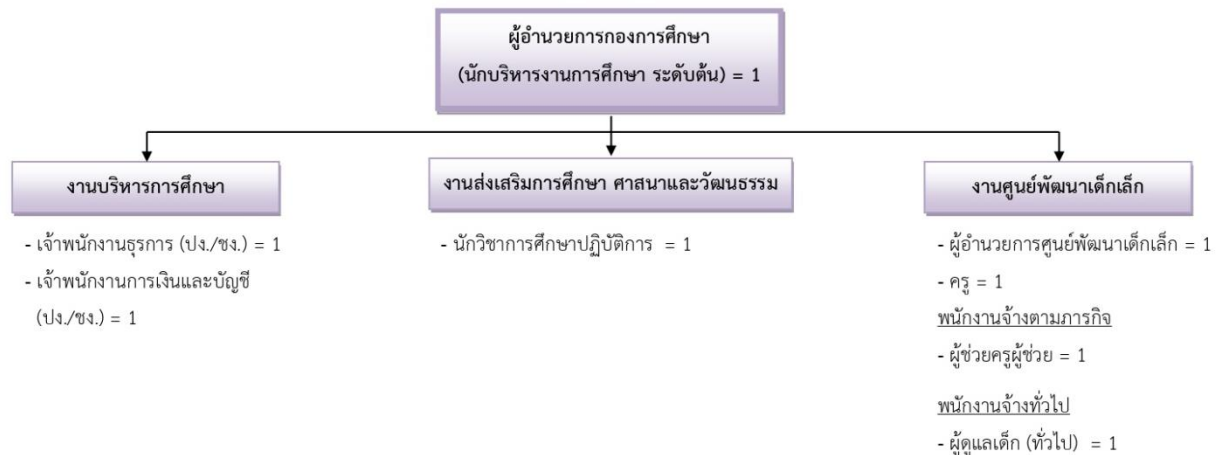 ผู้อำนวยการกองการศึกษา
(นักบริหารงานการศึกษา ระดับต้น) = 1
งานบริหารการศึกษา
- เจ้าพนักงานธุรการ (ปง./ชง.) = 1
- เจ้าพนักงานการเงินและบัญชี
(ปง./ชง.) = 1
งานส่งเสริมการศึกษา ศาสนาและวัฒนธรรม
- นักวิชาการศึกษาปฏิบัติการ = 1
งานศูนย์พัฒนาเด็กเล็ก
- ผู้อำนวยการศูนย์พัฒนาเด็กเล็ก = 1
- ครู = 1
พนักงานจ้างตามภารกิจ
- ผู้ช่วยครูผู้ช่วย = 1
พนักงานจ้างทั่วไป
- ผู้ดูแลเด็ก (ทั่วไป) = 1